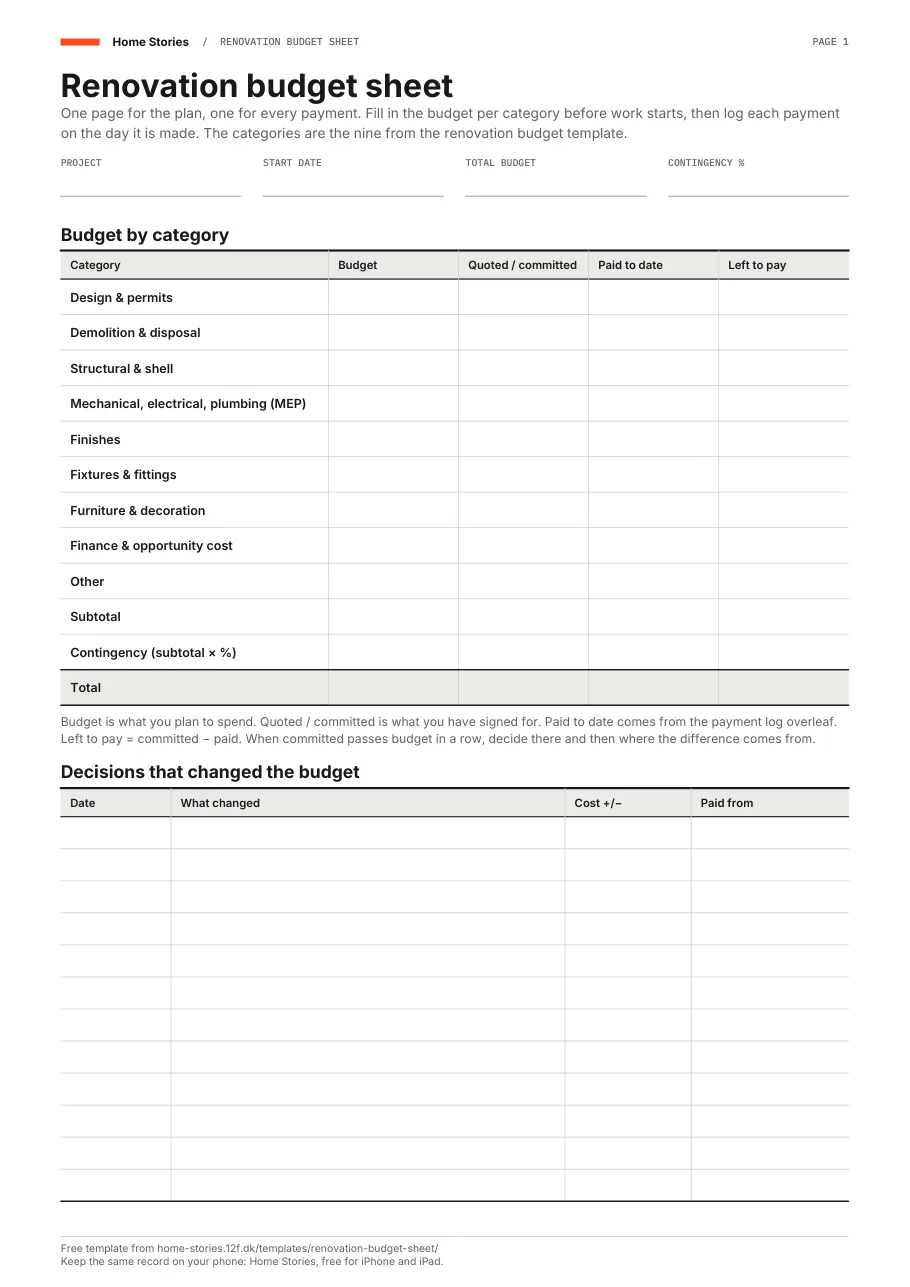 Home Stories / RENOVATION BUDGET SHEET PAGE 1
Renovation budget sheet
One page for the plan, one for every payment. Fill in the budget per category before work starts, then log each payment
on the day it is made. The categories are the nine from the renovation budget template.
PROJECT START DATE TOTAL BUDGET CONTINGENCY %
Budget by category
Category Budget Quoted / committed Paid to date Left to pay
Design & permits
Demolition & disposal
Structural & shell
Mechanical, electrical, plumbing (MEP)
Finishes
Fixtures & fittings
Furniture & decoration
Finance & opportunity cost
Other
Subtotal
Contingency (subtotal × %)
Total
Budget is what you plan to spend. Quoted / committed is what you have signed for. Paid to date comes from the payment log overleaf.
Left to pay = committed − paid. When committed passes budget in a row, decide there and then where the difference comes from.
Decisions that changed the budget
Date What changed Cost +/− Paid from
Free template from home-stories.12f.dk/templates/renovation-budget-sheet/
Keep the same record on your phone: Home Stories, free for iPhone and iPad.